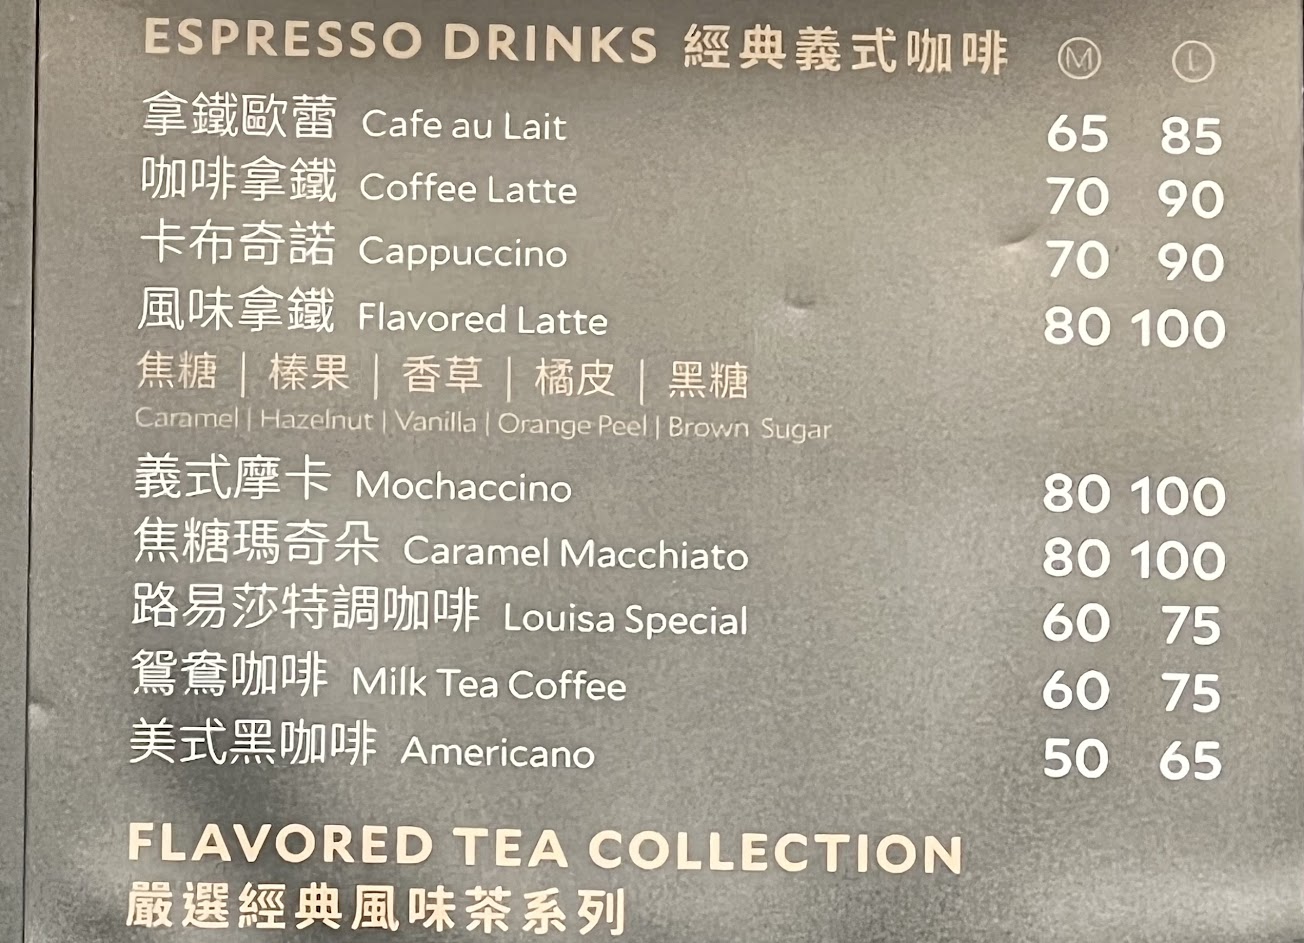 ESPRESSO DRINKS 經典義式咖啡 M L
拿鐵歐蕾 Cafe au Lait 65 85
咖啡拿鐵 Coffee Latte 70 90
卡布奇諾 Cappuccino 70 90
風味拿鐵 Flavored Latte 80 100
焦糖 | 榛果 | 香草 | 橘皮 | 黑糖
Caramel | Hazelnut | Vanilla | Orange Peel | Brown Sugar
義式摩卡 Mochaccino 80 100
焦糖瑪奇朵 Caramel Macchiato 80 100
路易莎特調咖啡 Louisa Special 60 75
鴛鴦咖啡 Milk Tea Coffee 60 75
美式黑咖啡 Americano 50 65
FLAVORED TEA COLLECTION
嚴選經典風味茶系列